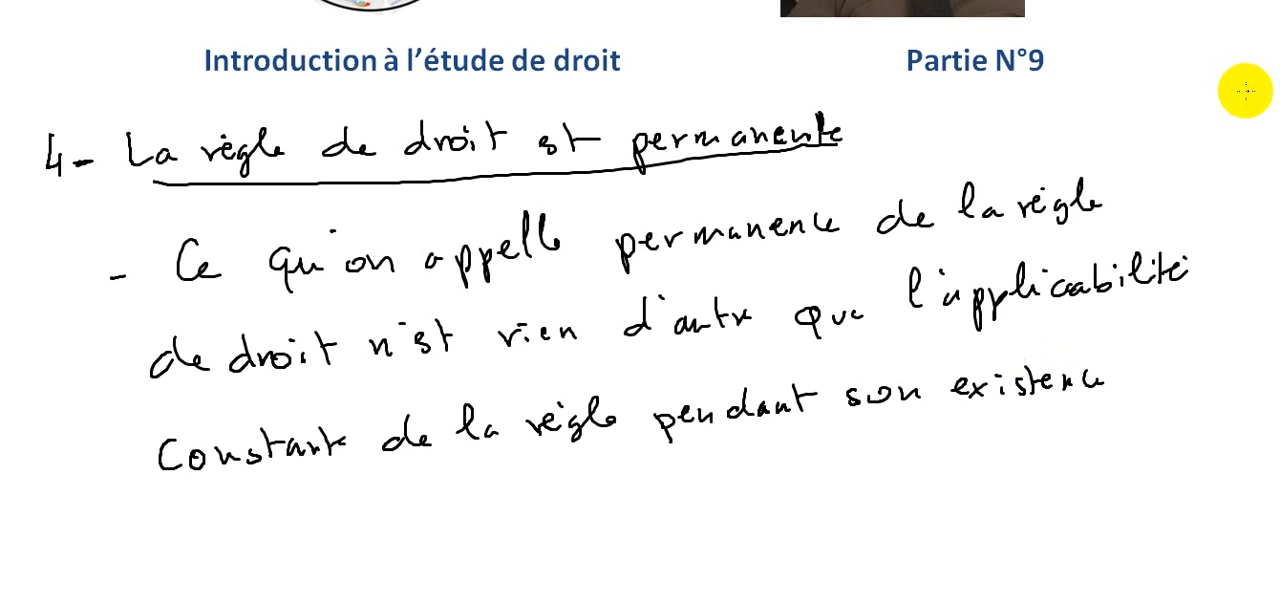 Introduction à l'étude de droit
Partie N°9
4- La règle de droit est permanente
- Ce qu'on appelle permanence de la règle
de droit n'est rien d'autre que l'applicabilité
constante de la règle pendant son existence